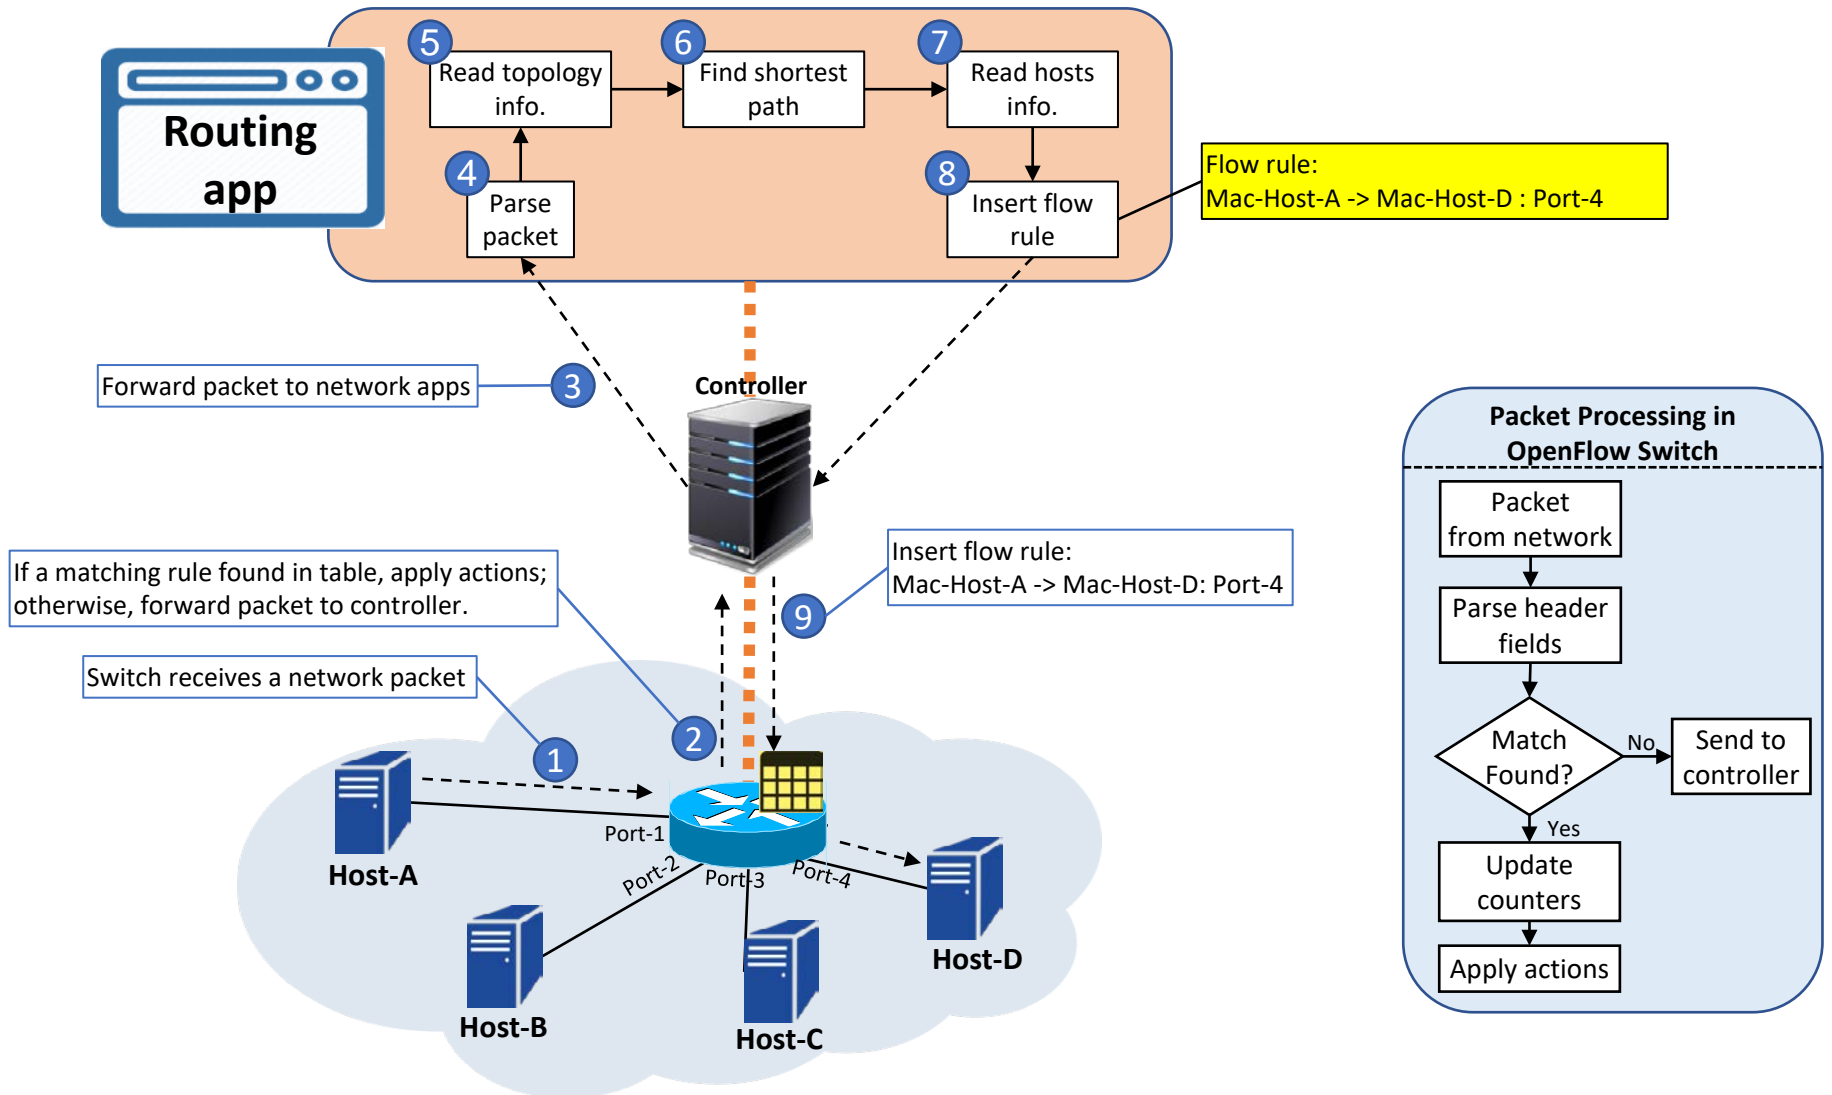 Routing
app
5
Read topology
info.
6
Find shortest
path
7
Read hosts
info.
4
Parse
packet
8
Insert flow
rule
Flow rule:
Mac-Host-A -> Mac-Host-D : Port-4
Forward packet to network apps
3
Controller
If a matching rule found in table, apply actions;
otherwise, forward packet to controller.
Insert flow rule:
Mac-Host-A -> Mac-Host-D: Port-4
9
Switch receives a network packet
1
2
Port-1
Port-2
Port-3
Port-4
Host-A
Host-B
Host-C
Host-D
Packet Processing in
OpenFlow Switch
Packet
from network
Parse header
fields
Match
Found?
No
Send to
controller
Yes
Update
counters
Apply actions